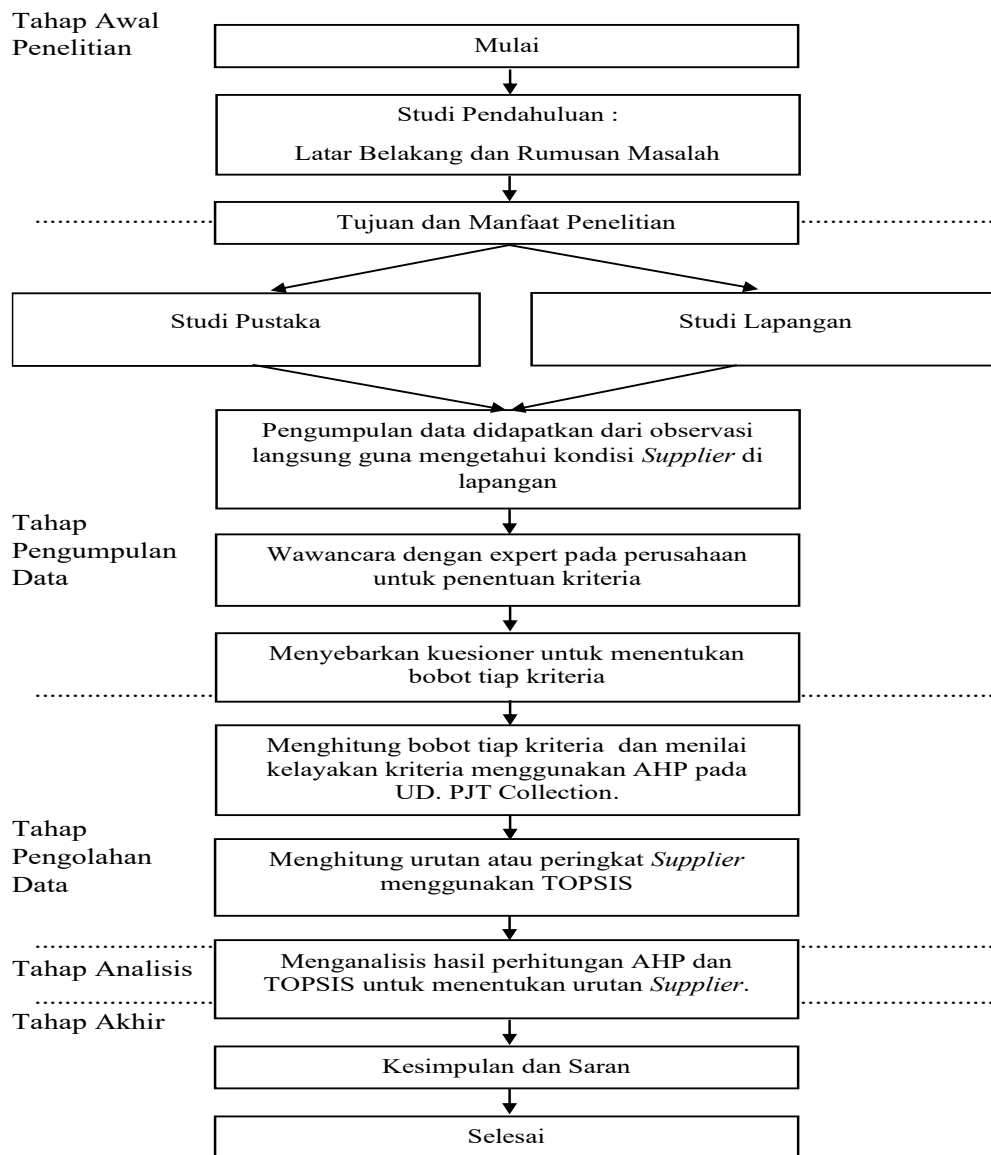 Tahap Awal
Penelitian
Mulai
Studi Pendahuluan :
Latar Belakang dan Rumusan Masalah
Tujuan dan Manfaat Penelitian
Studi Pustaka
Studi Lapangan
Pengumpulan data didapatkan dari observasi
langsung guna mengetahui kondisi Supplier di
lapangan
Tahap
Pengumpulan
Data
Wawancara dengan expert pada perusahaan
untuk penentuan kriteria
Menyebarkan kuesioner untuk menentukan
bobot tiap kriteria
Menghitung bobot tiap kriteria dan menilai
kelayakan kriteria menggunakan AHP pada
UD. PJT Collection.
Tahap
Pengolahan
Data
Menghitung urutan atau peringkat Supplier
menggunakan TOPSIS
Tahap Analisis
Menganalisis hasil perhitungan AHP dan
TOPSIS untuk menentukan urutan Supplier.
Tahap Akhir
Kesimpulan dan Saran
Selesai